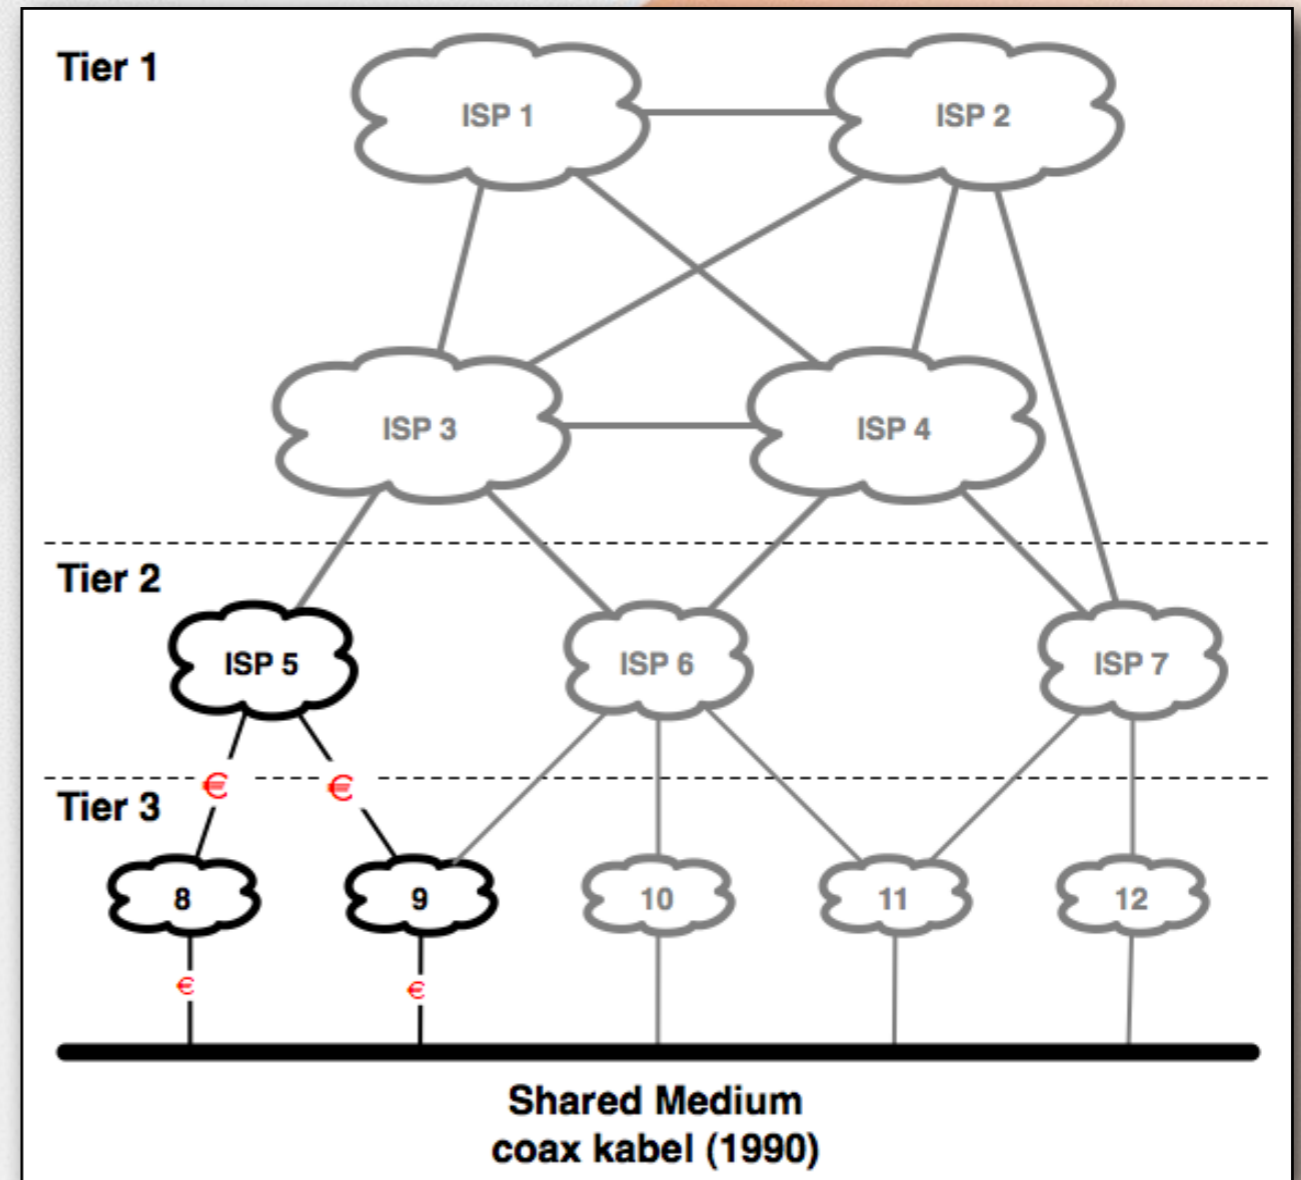 Tier 1
ISP 1
ISP 2
ISP 3
ISP 4
Tier 2
ISP 5
ISP 6
ISP 7
€
€
Tier 3
8
9
10
11
12
€
€
Shared Medium
coax kabel (1990)